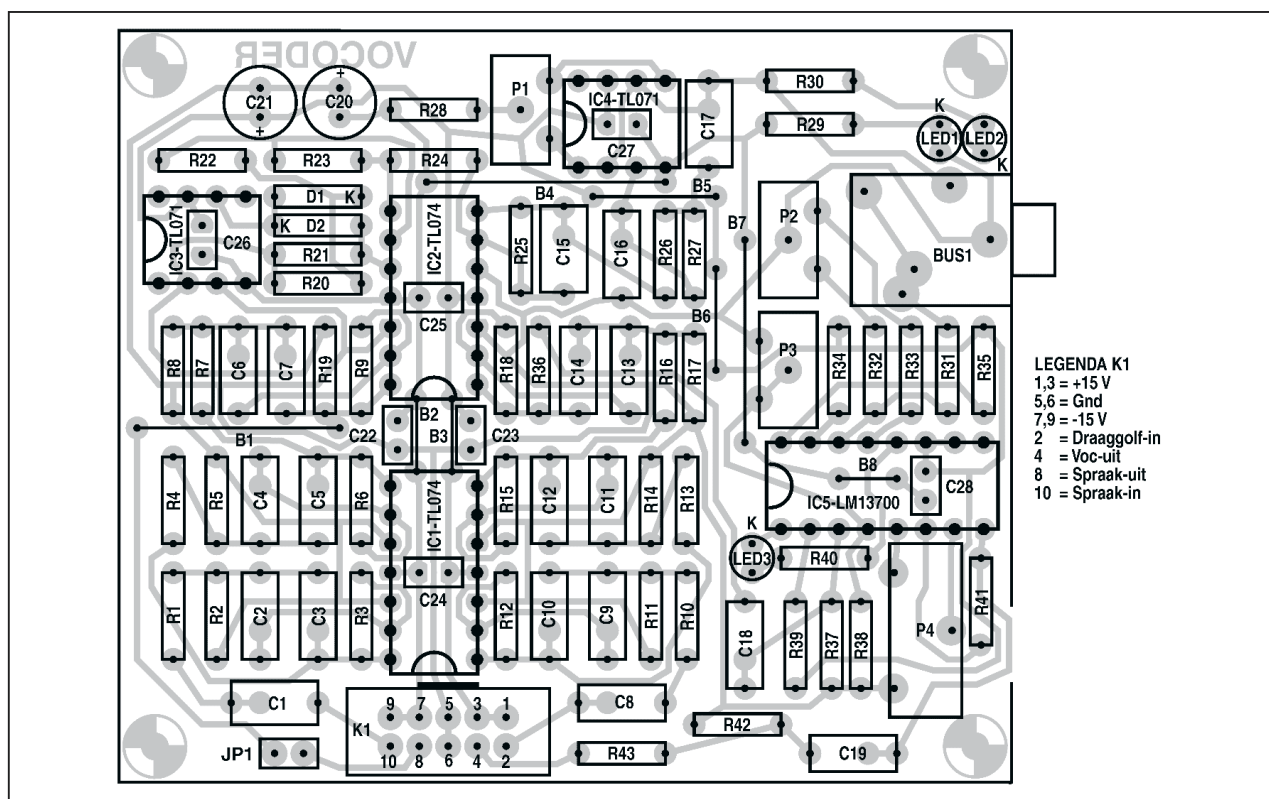 VOCODER
C21
+
C20
+
R28
P1
IC4-TL071
C27
C17
R30
R29
K
LED1
LED2
K
R22
R23
R24
D1 K
K D2
R21
R20
IC3-TL071
C26
IC2-TL074
C25
B4
B5
R25
C15
C16
R26
R27
B7
P2
BUS1
B6
R8
R7
C6
C7
R19
R9
R18
R36
C14
C13
R16
R17
P3
R34
R32
R33
R31
R35
B1
C22
B2
B3
C23
R4
R5
C4
C5
R6
IC1-TL074
R15
C12
C11
R14
R13
B8
IC5-LM13700
C28
K
LED3
R40
R41
R1
R2
C2
C3
R3
C24
R12
C10
C9
R11
R10
C18
R39
R37
R38
P4
C1
K1
9 7 5 3 1
10 8 6 4 2
C8
R42
JP1
R43
C19
LEGENDA K1
1,3 = +15 V
5,6 = Gnd
7,9 = -15 V
2 = Draaggolf-in
4 = Voc-uit
8 = Spraak-uit
10 = Spraak-in